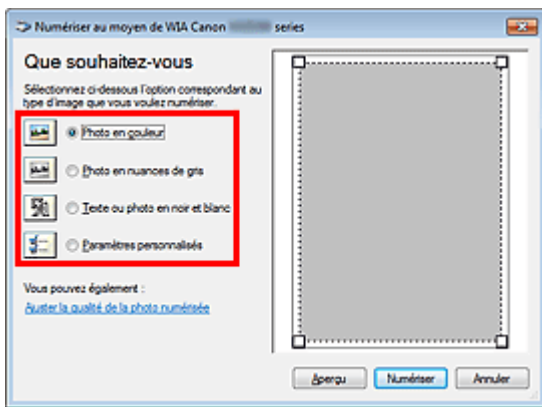 Numériser au moyen de WIA Canon series
Que souhaitez-vous
Sélectionnez ci-dessous l'option correspondant au
type d'image que vous voulez numériser.
Photo en couleur
Photo en nuances de gris
Texte ou photo en noir et blanc
Paramètres personnalisés
Vous pouvez également :
Ajuster la qualité de la photo numérisée
Aperçu Numériser Annuler